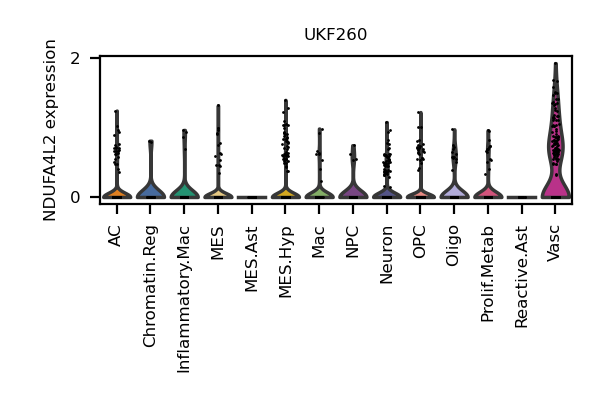 UKF260
NDUFA4L2 expression
2
0
AC
Chromatin.Reg
Inflammatory.Mac
MES
MES.Ast
MES.Hyp
Mac
NPC
Neuron
OPC
Oligo
Prolif.Metab
Reactive.Ast
Vasc